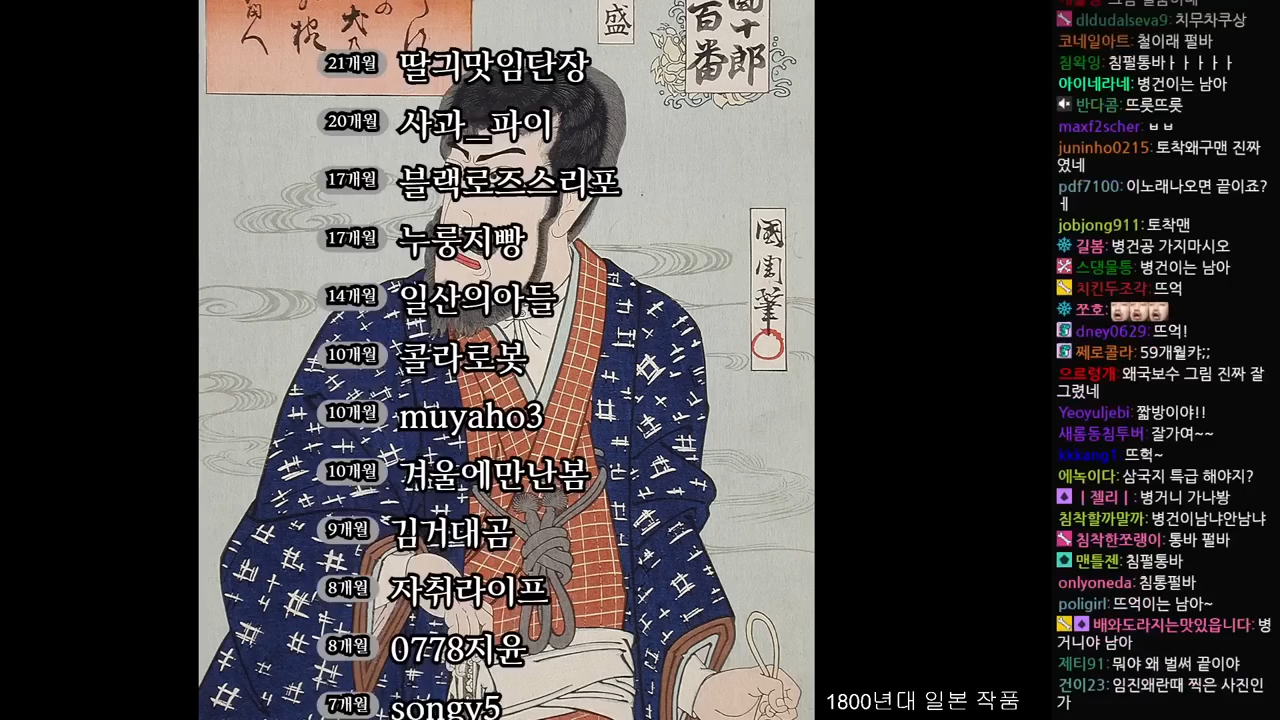 盛
團十郎
百番
國周筆
21개월 딸긔맛임단장
20개월 사과_파이
17개월 블랙로즈스리포
17개월 누룽지빵
14개월 일산의아들
10개월 콜라로봇
10개월 muyaho3
10개월 겨울에만난봄
9개월 김거대곰
8개월 자취라이프
8개월 0778지윤
7개월 songy5
1800년대 일본 작품
dldudalseva9: 치무차쿠상
코네일아트: 철이래 펄바
침왁잉: 침펄통바ㅏㅏㅏㅏㅏ
아이네라네: 병건이는 남아
반다콤: 뜨룻뜨룻
maxf2scher: ㅂㅂ
juninho0215: 토착왜구맨 진짜
였네
pdf7100: 이노래나오면 끝이죠?
ㅔ
jobjong911: 토착맨
길봄: 병건공 가지마시오
스댕물통: 병건이는 남아
치킨두조각: 뜨억
쪼호:
dney0629: 뜨억!
쩨로콜라: 59개월캬;;
으르렁개: 왜국보수 그림 진짜 잘
그렸네
Yeoyuljebi: 짧방이야!!
새롬동침투버: 잘가여~~
kkkang1: 뜨헉~
에녹이다: 삼국지 특급 해야지?
ㅣ젤리ㅣ: 병거니 가나봥
침착할까말까: 병건이남냐안남냐
침착한쪼랭이: 통바 펄바
맨틀젠: 침펄통바
onlyoneda: 침통펄바
poligirl: 뜨억이는 남아~
배와도라지는맛있읍니다: 병
거니야 남아
제티91: 뭐야 왜 벌써 끝이야
건이23: 임진왜란때 찍은 사진인
가